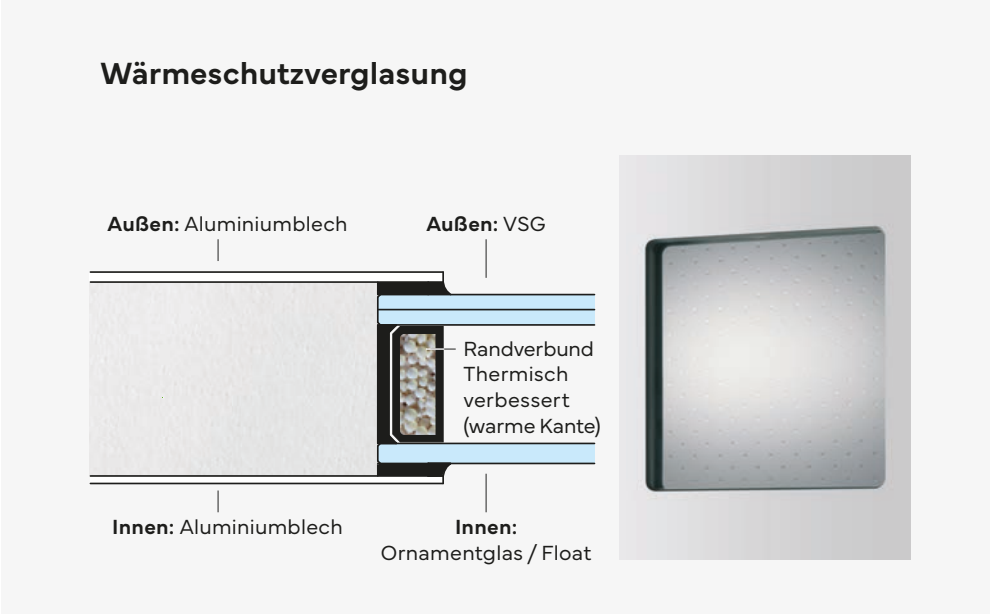 Wärmeschutzverglasung
Außen: Aluminiumblech
Außen: VSG
Randverbund
Thermisch
verbessert
(warme Kante)
Innen: Aluminiumblech
Innen:
Ornamentglas / Float